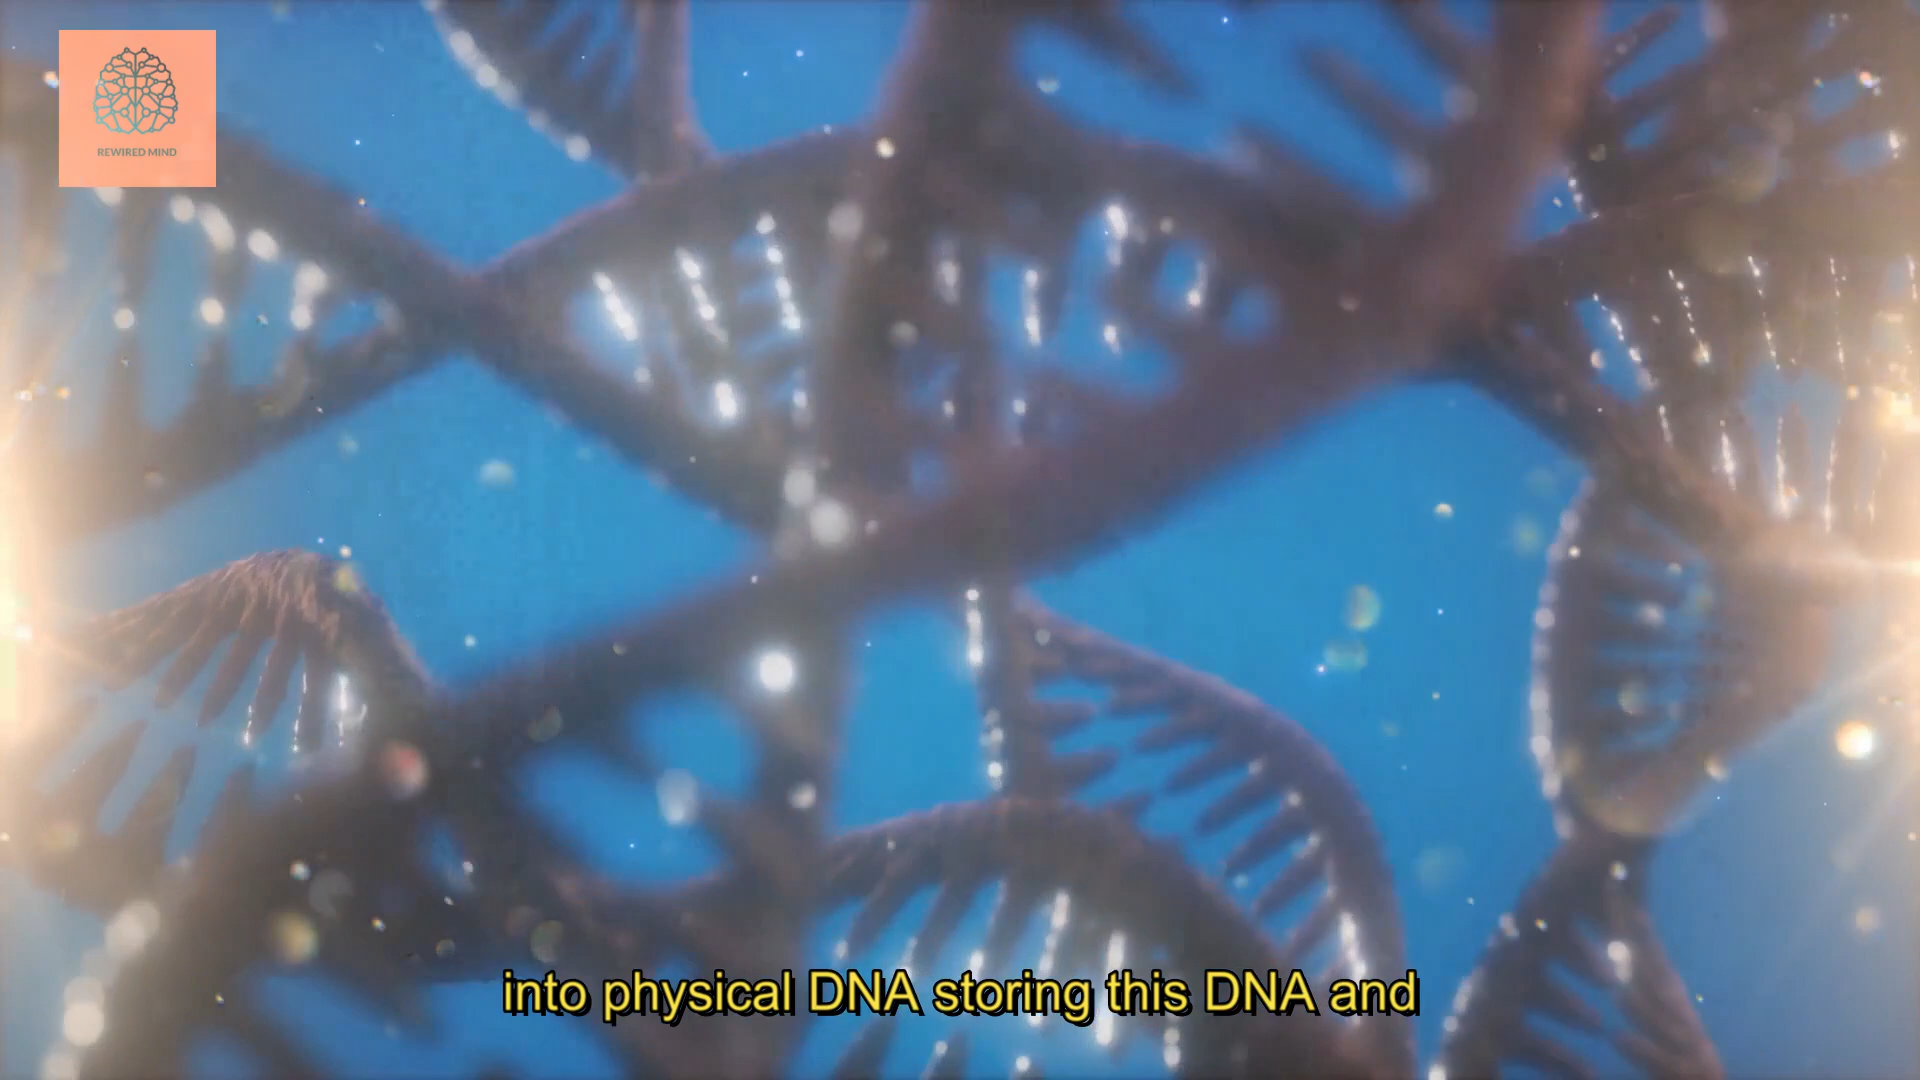 REWIRED MIND
into physical DNA storing this DNA and